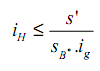 i_H ≤ s' / (s_B•.i_g)